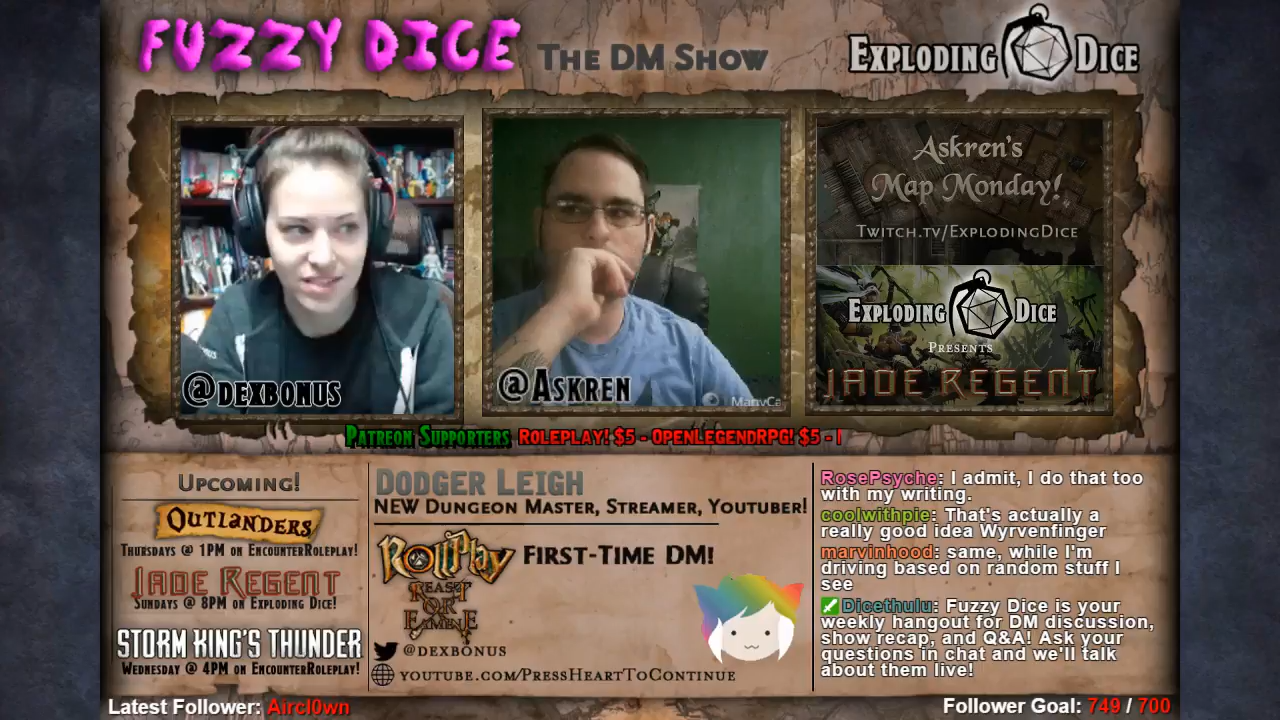 FUZZY DICE The DM Show
Exploding Dice
Askren's
Map Monday!
Twitch.tv/ExplodingDice
Exploding Dice
Presents
Jade Regent
@dexbonus
@Askren
ManyCa
Patreon Supporters Roleplay! $5 - OpenLegendRPG! $5 -
Upcoming!
Outlanders
Thursdays @ 1PM on EncounterRoleplay!
Jade Regent
Sundays @ 8PM on Exploding Dice!
Storm King's Thunder
Wednesday @ 4PM on EncounterRoleplay!
Dodger Leigh
NEW Dungeon Master, Streamer, Youtuber!
RollPlay
Feast
or
Famine
First-Time DM!
@dexbonus
youtube.com/PressHeartToContinue
RosePsyche: I admit, I do that too
with my writing.
coolwithpie: That's actually a
really good idea Wyrvenfinger
marvinhood: same, while I'm
driving based on random stuff I
see
Dicethulu: Fuzzy Dice is your
weekly hangout for DM discussion,
show recap, and Q&A! Ask your
questions in chat and we'll talk
about them live!
Latest Follower: Aircl0wn
Follower Goal: 749 / 700